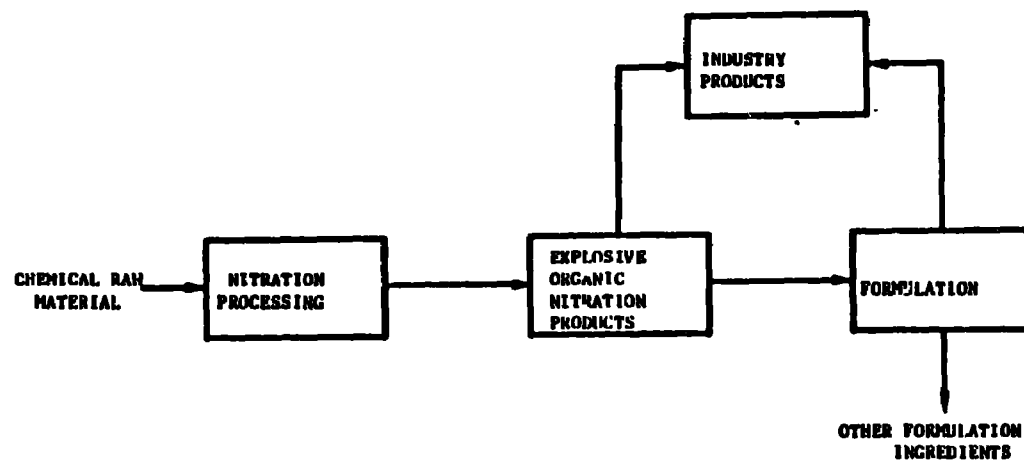 INDUSTRY
PRODUCTS
CHEMICAL RAW
MATERIAL
NITRATION
PROCESSING
EXPLOSIVE
ORGANIC
NITRATION
PRODUCTS
FORMULATION
OTHER FORMULATION
INGREDIENTS